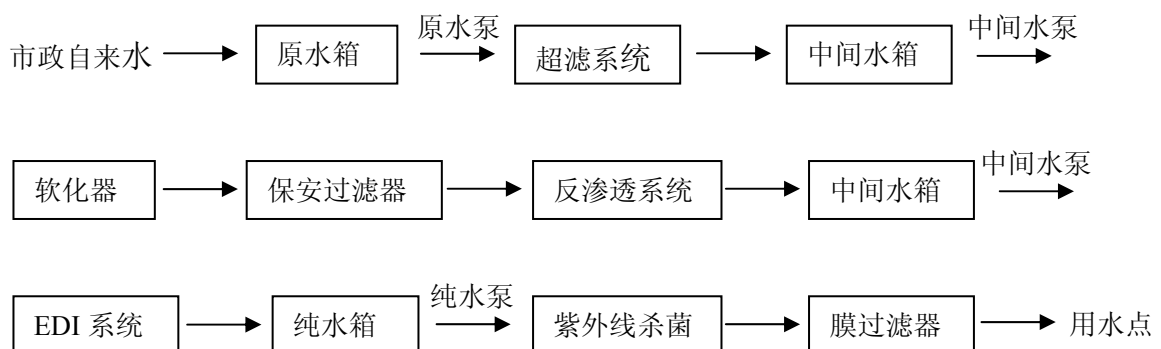 市政自来水 原水箱 原水泵 超滤系统 中间水箱 中间水泵
软化器 保安过滤器 反渗透系统 中间水箱 中间水泵
EDI 系统 纯水箱 纯水泵 紫外线杀菌 膜过滤器 用水点